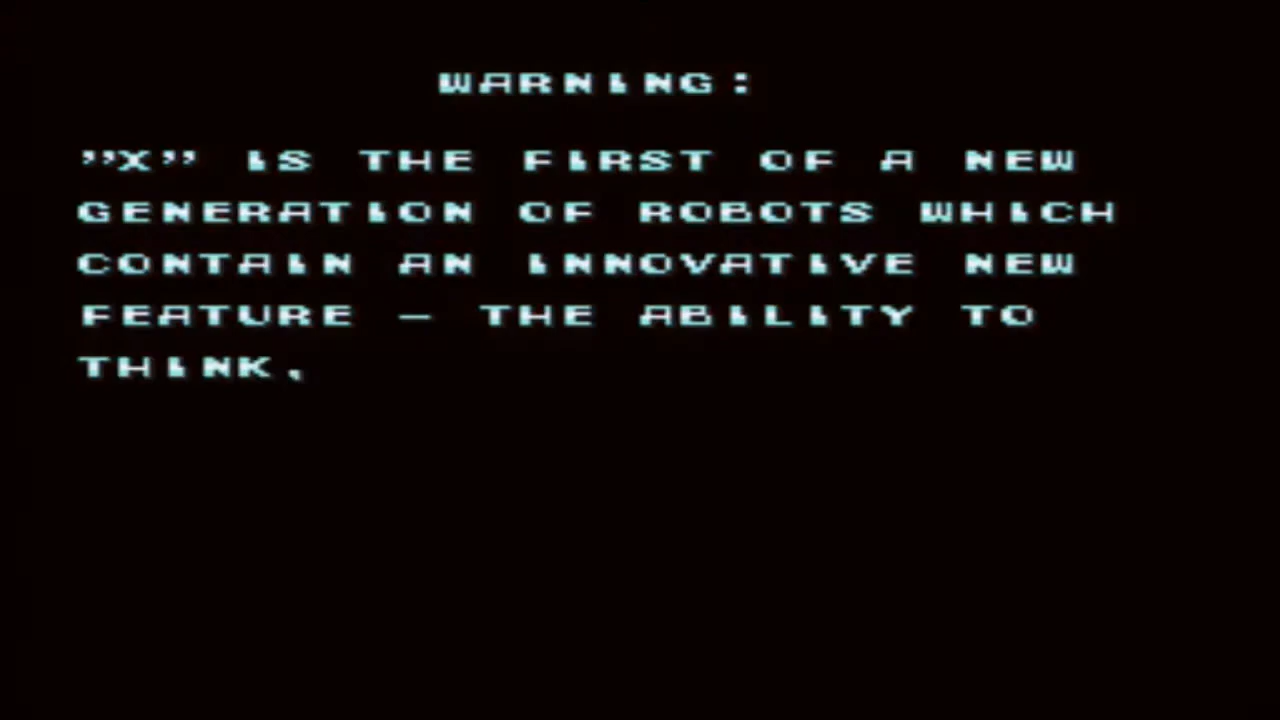 WARNING:
"X" IS THE FIRST OF A NEW
GENERATION OF ROBOTS WHICH
CONTAIN AN INNOVATIVE NEW
FEATURE - THE ABILITY TO
THINK,